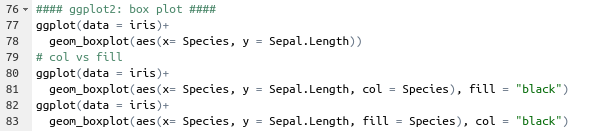 76 #### ggplot2: box plot ####
77 ggplot(data = iris)+
78   geom_boxplot(aes(x= Species, y = Sepal.Length))
79 # col vs fill
80 ggplot(data = iris)+
81   geom_boxplot(aes(x= Species, y = Sepal.Length, col = Species), fill = "black")
82 ggplot(data = iris)+
83   geom_boxplot(aes(x= Species, y = Sepal.Length, fill = Species), col = "black")